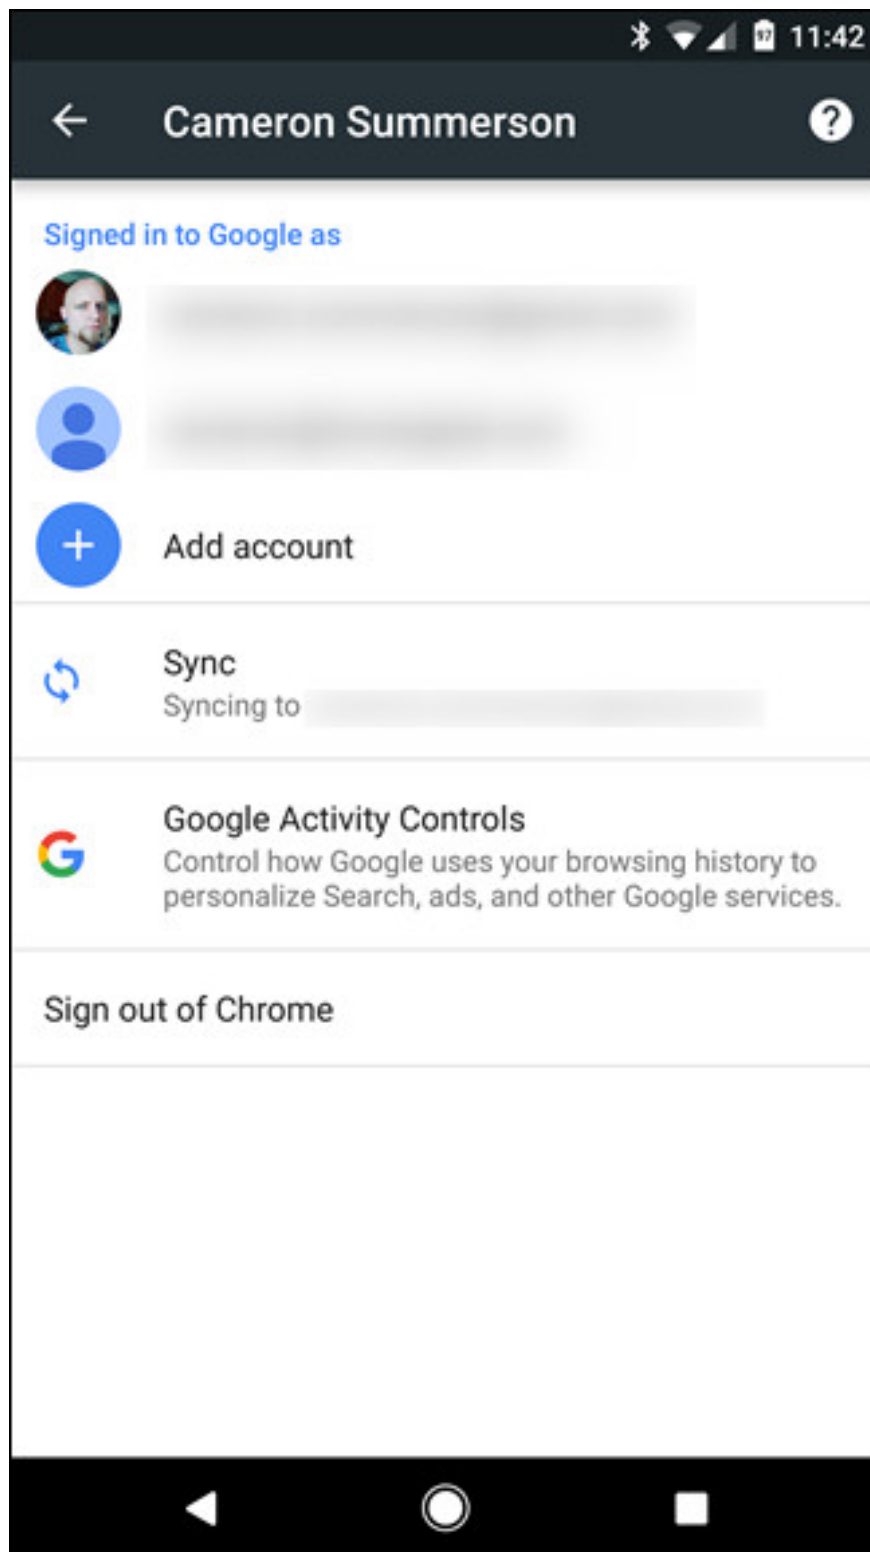 97 11:42
Cameron Summerson
Signed in to Google as
Add account
Sync
Syncing to
Google Activity Controls
Control how Google uses your browsing history to
personalize Search, ads, and other Google services.
Sign out of Chrome